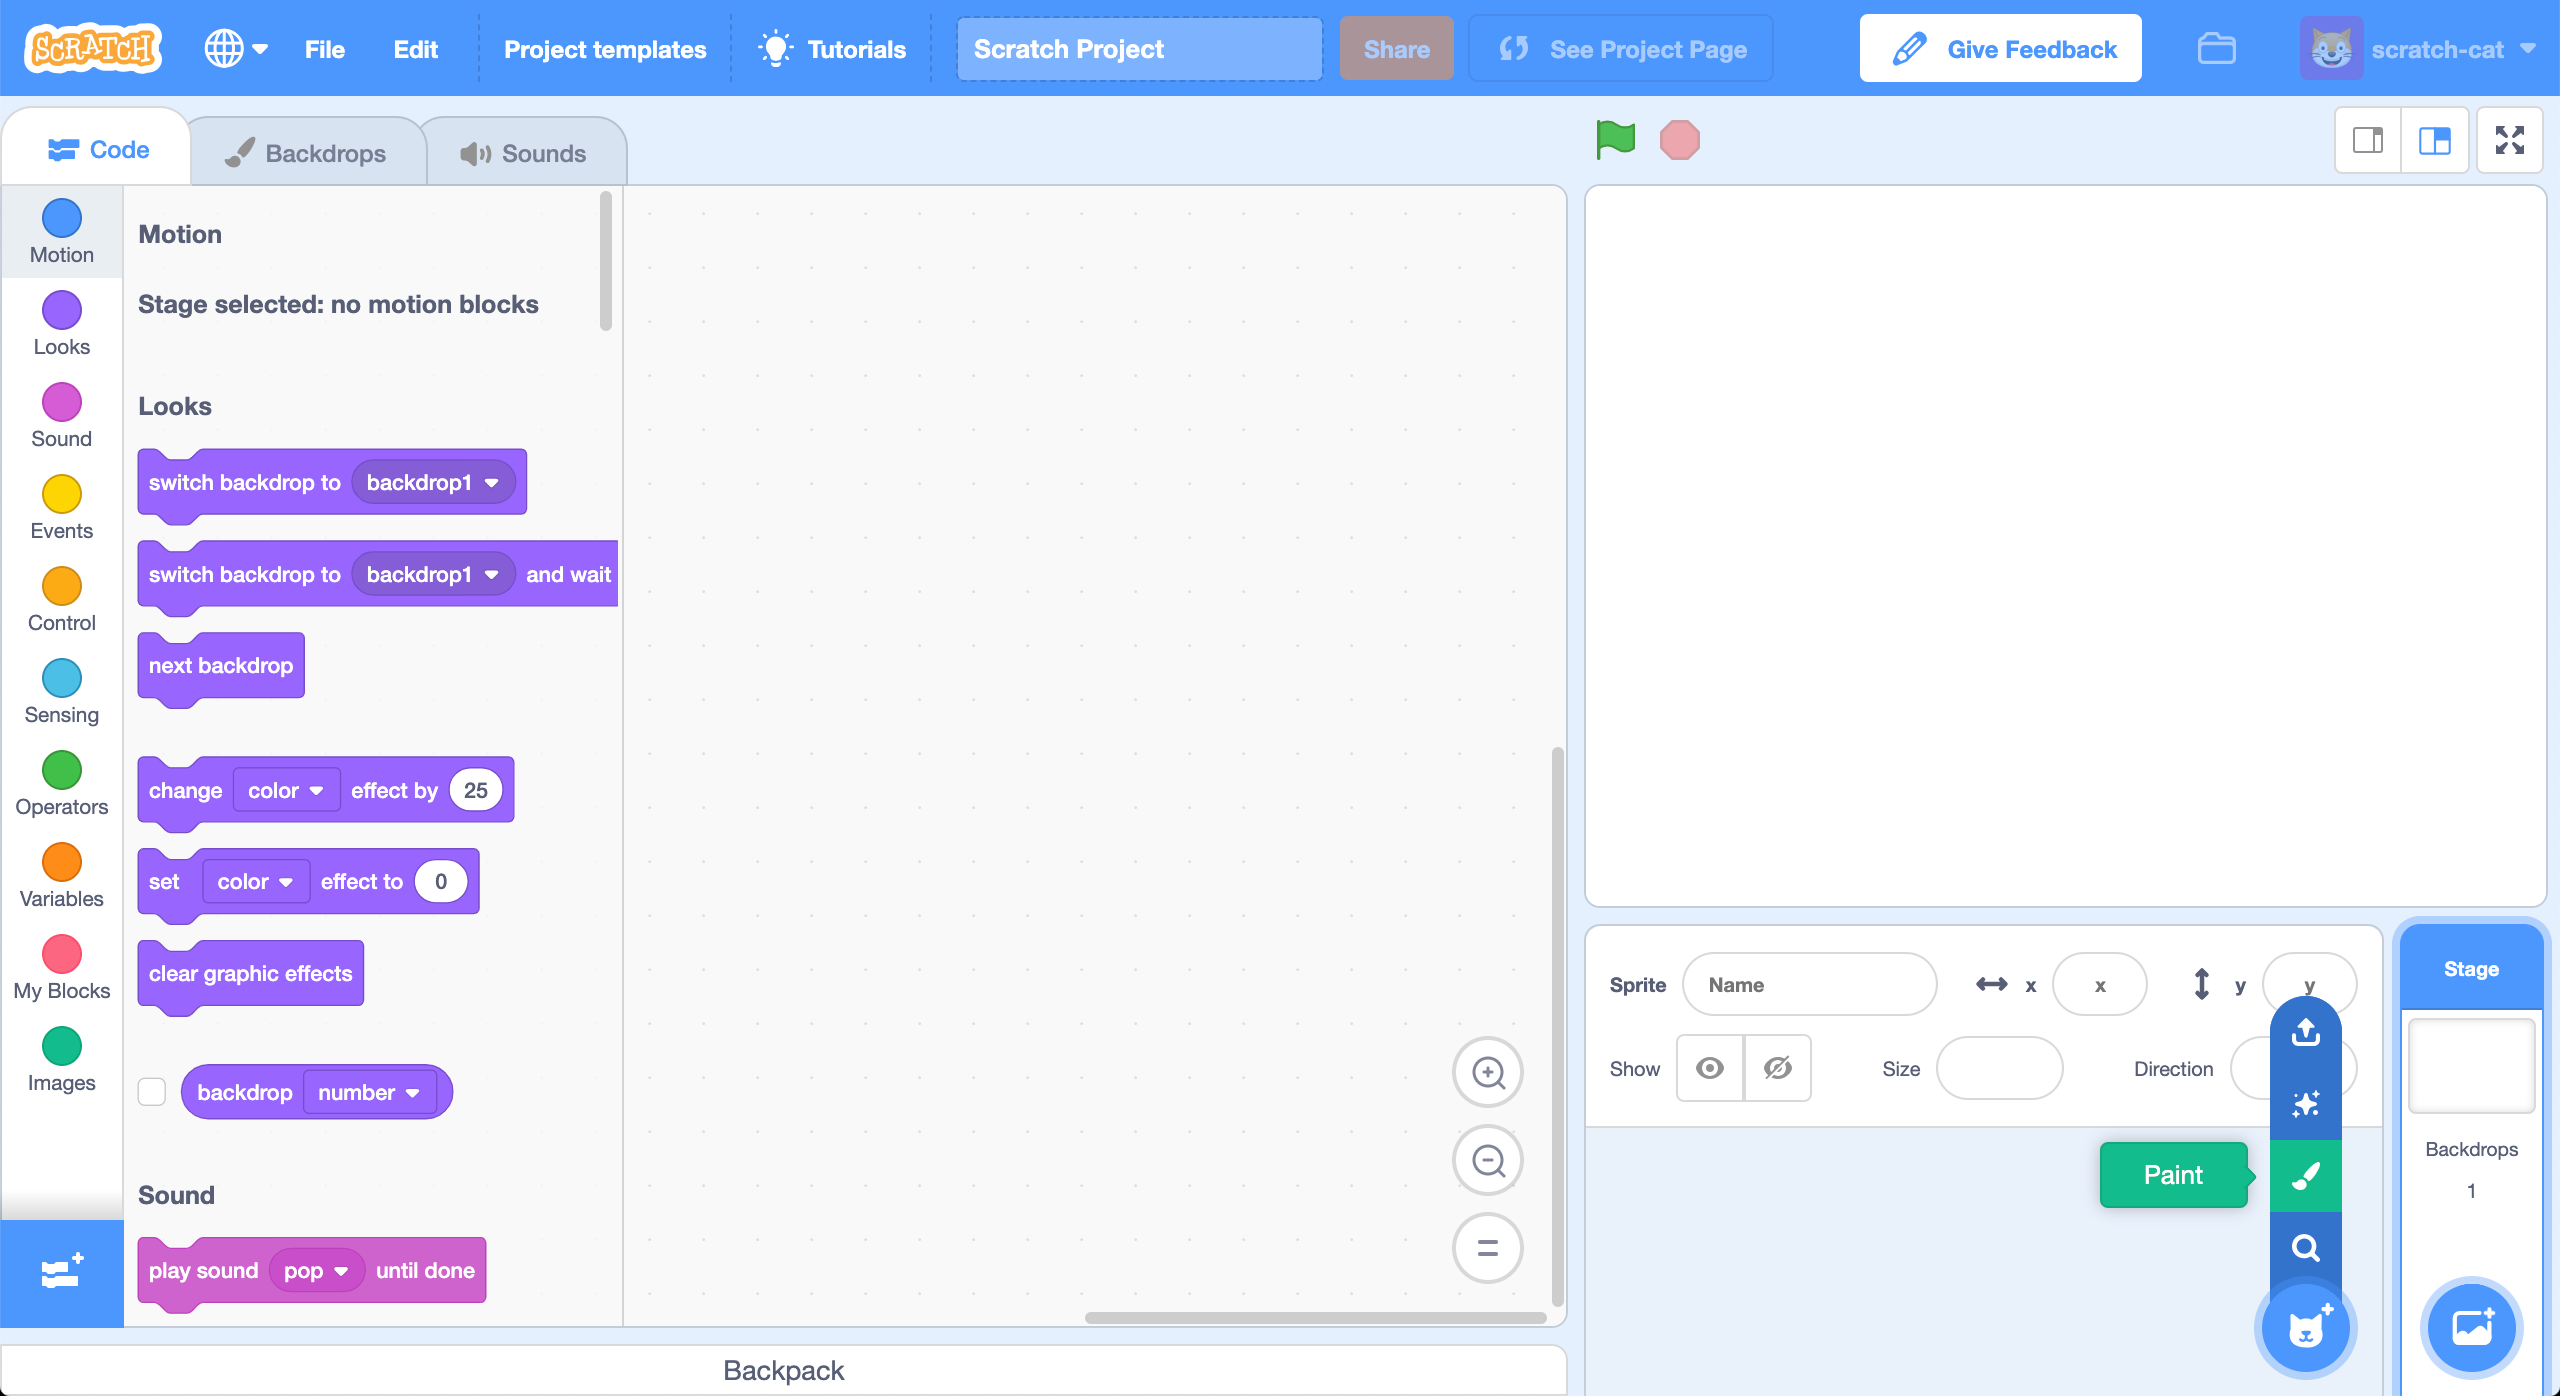 SCRATCH
File
Edit
Project templates
Tutorials
Scratch Project
Share
See Project Page
Give Feedback
scratch-cat
Code
Backdrops
Sounds
Motion
Looks
Sound
Events
Control
Sensing
Operators
Variables
My Blocks
Images
Motion
Stage selected: no motion blocks
Looks
switch backdrop to backdrop1
switch backdrop to backdrop1 and wait
next backdrop
change color effect by 25
set color effect to 0
clear graphic effects
backdrop number
Sound
play sound pop until done
Backpack
Sprite Name x x y y
Show Size Direction
Paint
Stage
Backdrops
1